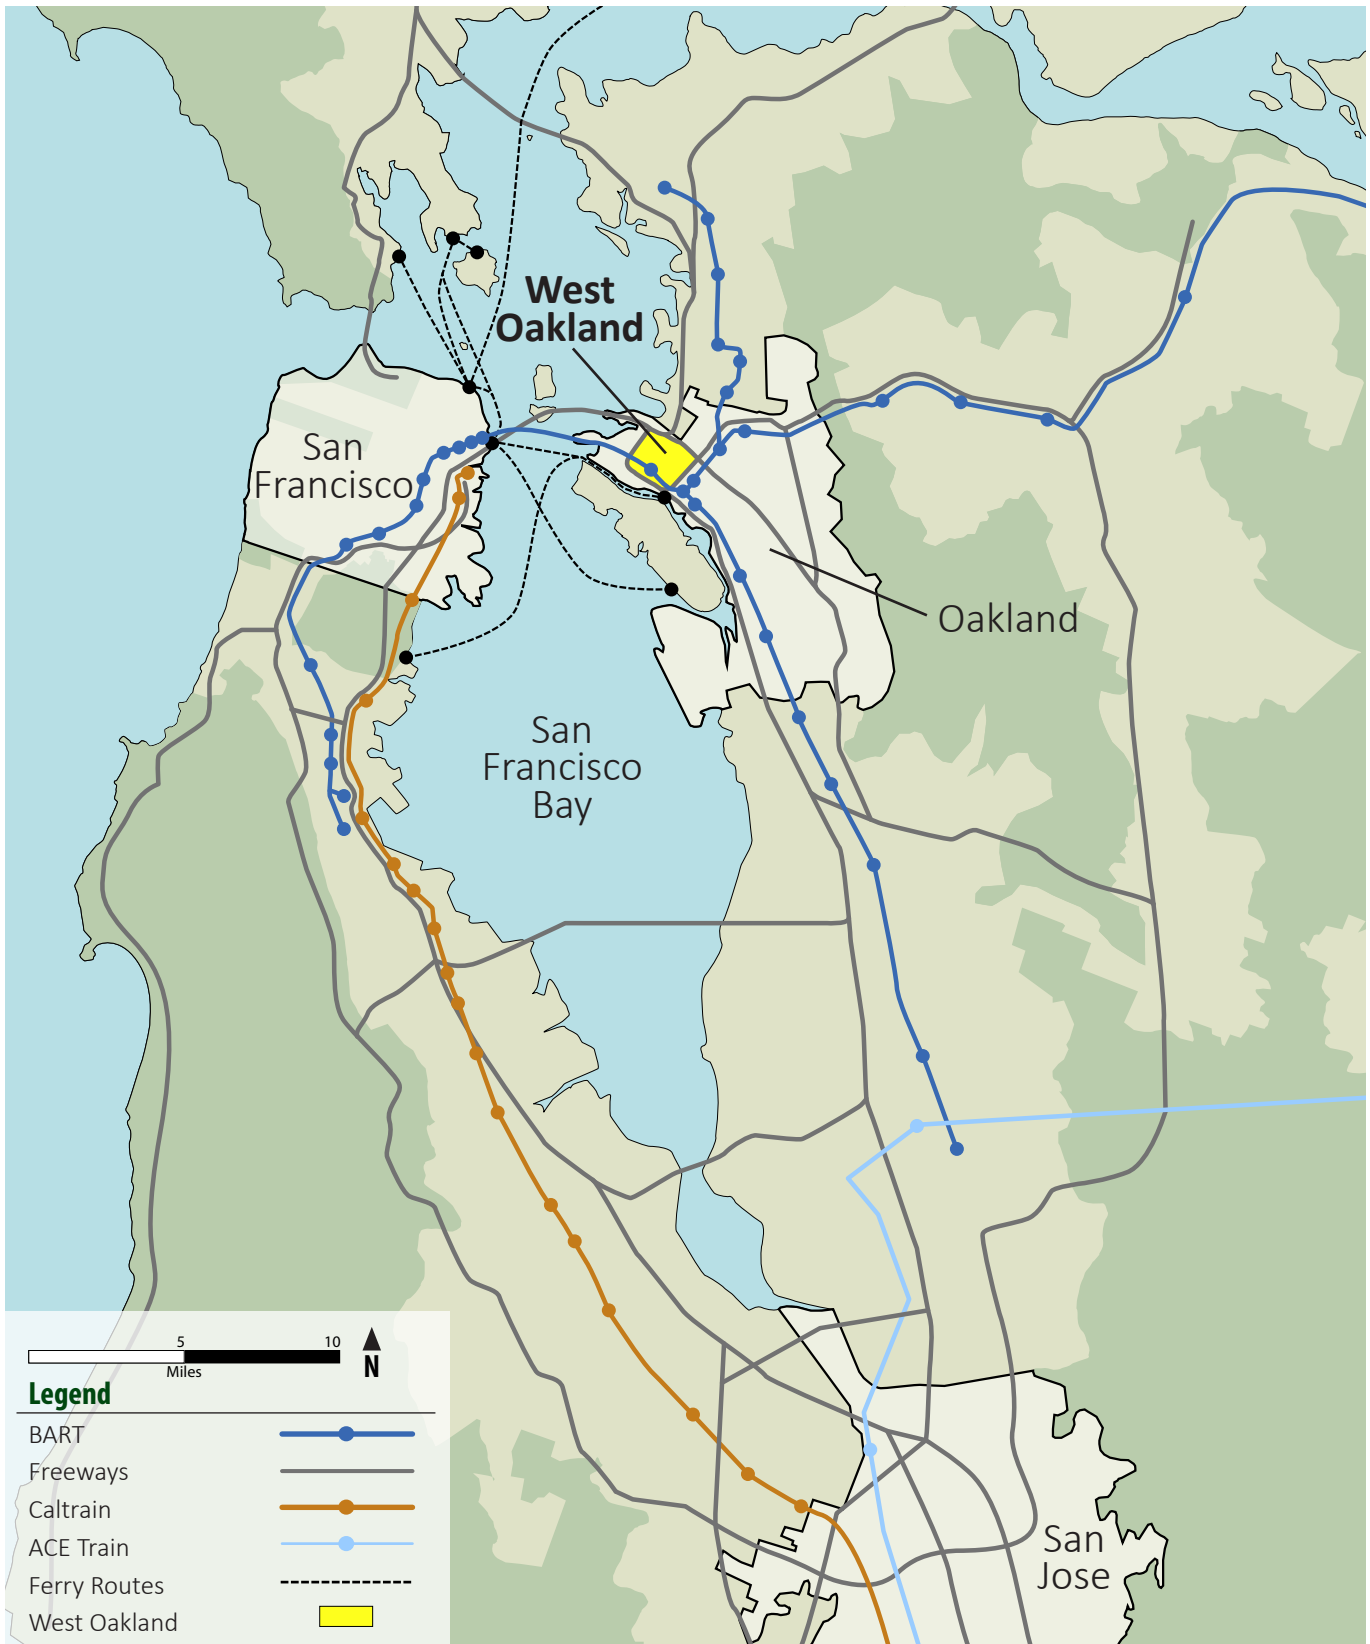 West
Oakland
San
Francisco
Oakland
San
Francisco
Bay
5
10
Miles
N
Legend
BART
Freeways
Caltrain
ACE Train
Ferry Routes
West Oakland
San
Jose